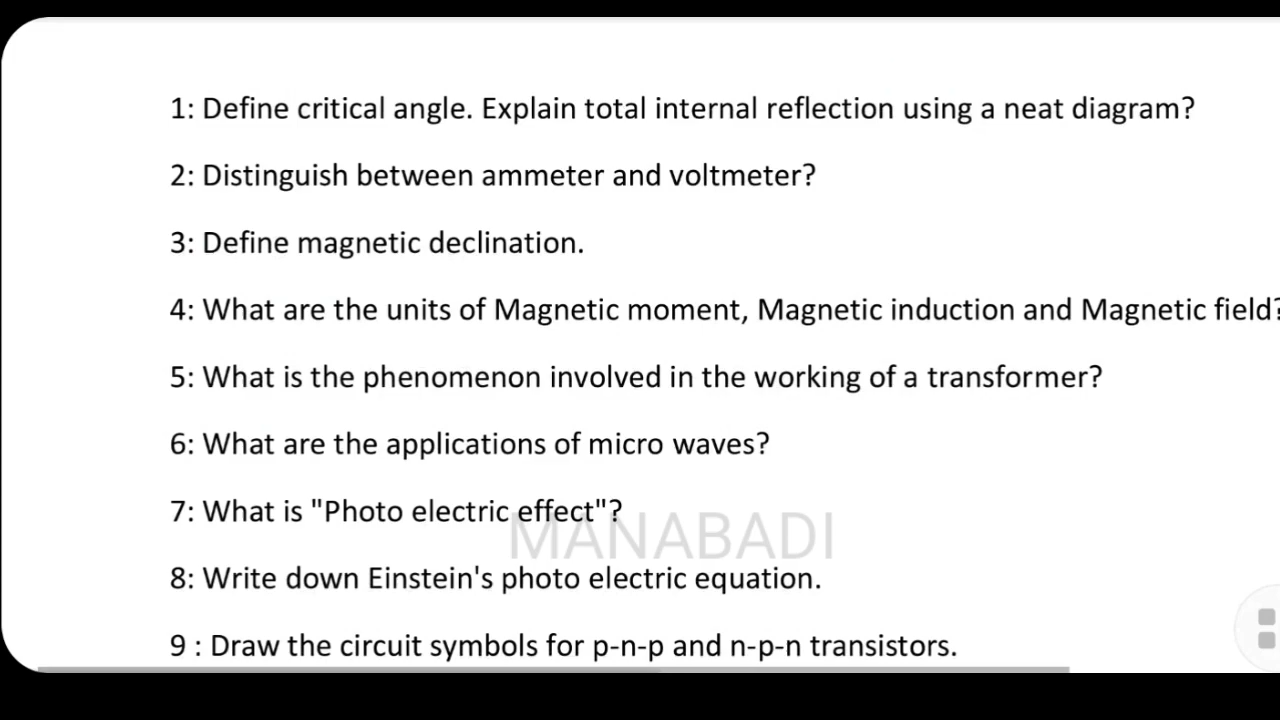 1: Define critical angle. Explain total internal reflection using a neat diagram?
2: Distinguish between ammeter and voltmeter?
3: Define magnetic declination.
4: What are the units of Magnetic moment, Magnetic induction and Magnetic field?
5: What is the phenomenon involved in the working of a transformer?
6: What are the applications of micro waves?
7: What is "Photo electric effect"?
MANABADI
8: Write down Einstein's photo electric equation.
9 : Draw the circuit symbols for p-n-p and n-p-n transistors.